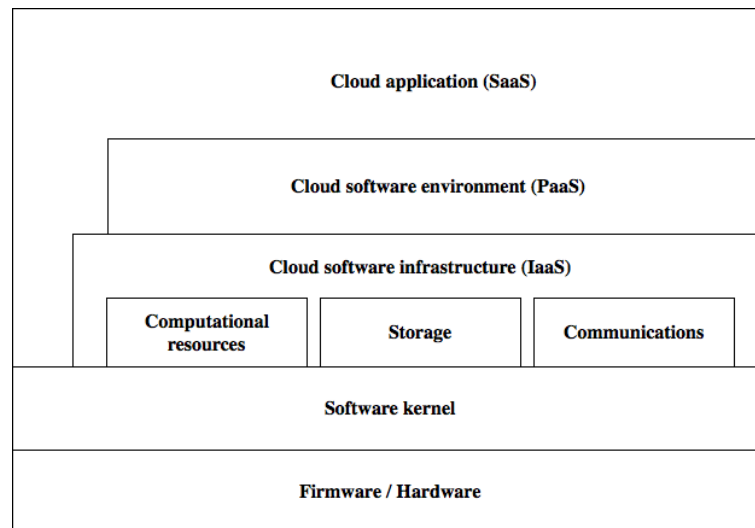 Cloud application (SaaS)
Cloud software environment (PaaS)
Cloud software infrastructure (IaaS)
Computational
resources
Storage
Communications
Software kernel
Firmware / Hardware